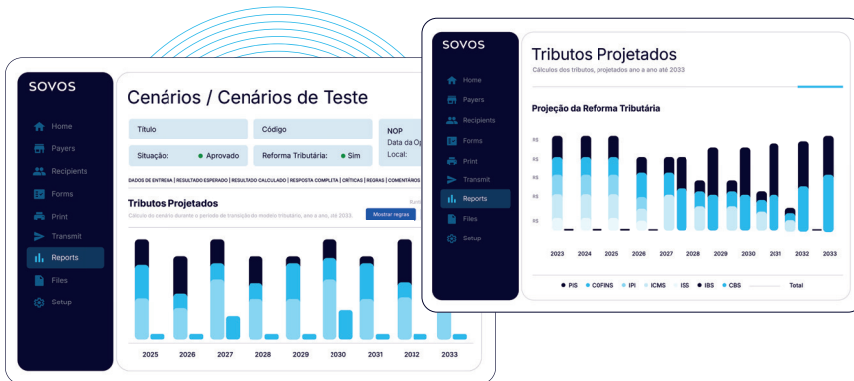 SOVOS
Home
Payers
Recipients
Forms
Print
Transmit
Reports
Files
Setup
Cenários / Cenários de Teste
Título
Código
NOP
Data da Op
Situação:
Aprovado
Reforma Tributária:
Sim
Local:
DADOS DE ENTRESA | RESULTADO ESPERADO | RESULTADO CALCULADO | RESPOSTA COMPLETA | CRÍTICAS | REGRAS | COMENTÁRIOS
Tributos Projetados
Cálculo do cenário durante o período de transição do modelo tributário, ano a ano, até 2033.
Mostrar regras
2025 2026 2027 2028 2029 2030 2031 2032 2033
SOVOS
Home
Payers
Recipients
Forms
Print
Transmit
Reports
Files
Setup
Tributos Projetados
Cálculos dos tributos, projetados ano a ano até 2033
Projeção da Reforma Tributária
R$
R$
R$
R$
R$
2023 2024 2025 2026 2027 2028 2029 2030 2031 2032 2033
PIS COFINS IPI ICMS ISS IBS CBS Total